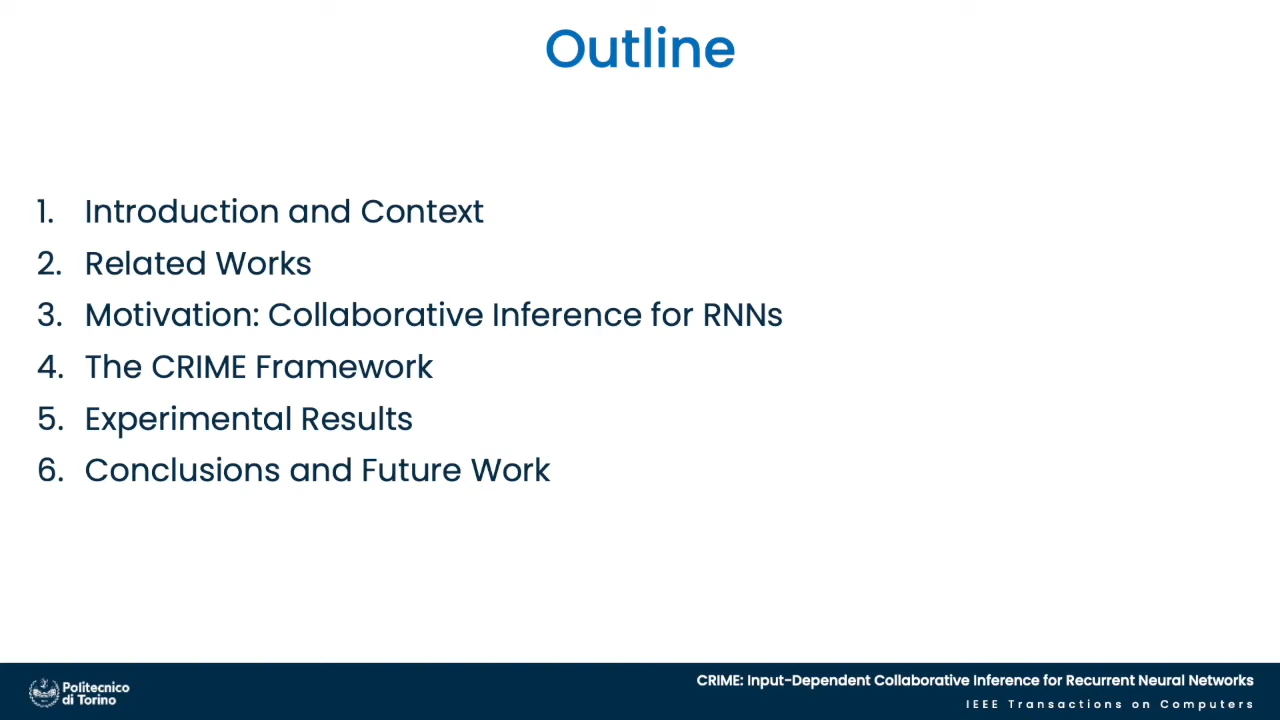 Outline
1. Introduction and Context
2. Related Works
3. Motivation: Collaborative Inference for RNNs
4. The CRIME Framework
5. Experimental Results
6. Conclusions and Future Work
Politecnico
di Torino
CRIME: Input-Dependent Collaborative Inference for Recurrent Neural Networks
IEEE Transactions on Computers